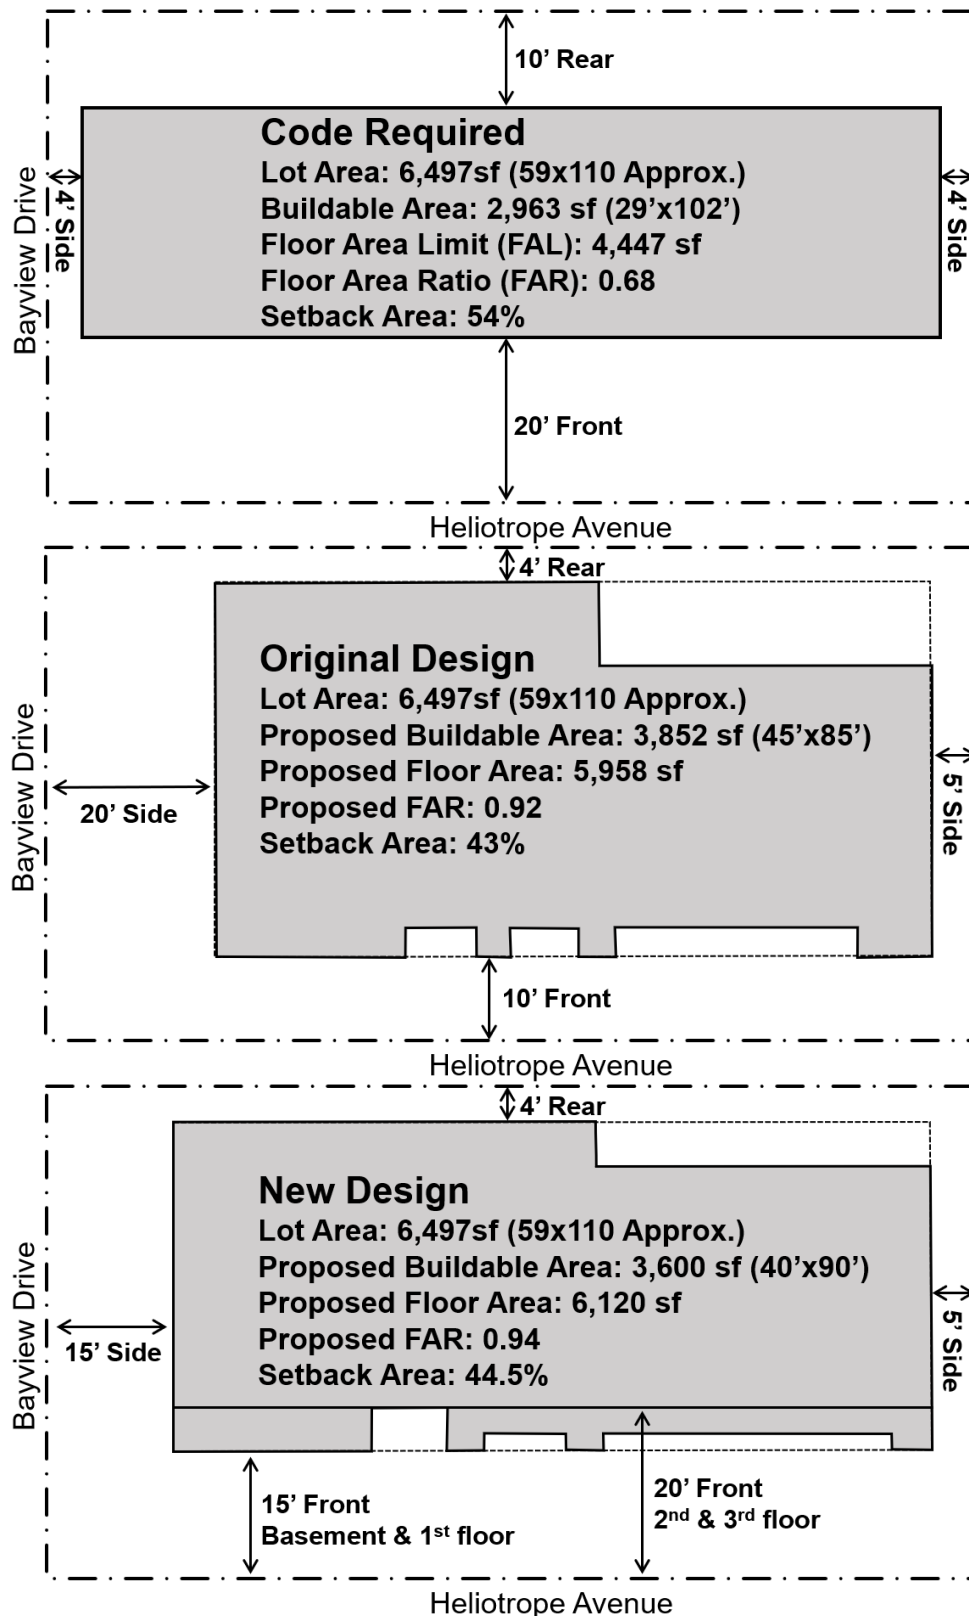 10’ Rear
Bayview Drive
4’ Side
Code Required
Lot Area: 6,497sf (59x110 Approx.)
Buildable Area: 2,963 sf (29’x102’)
Floor Area Limit (FAL): 4,447 sf
Floor Area Ratio (FAR): 0.68
Setback Area: 54%
4’ Side
20’ Front
Heliotrope Avenue
4’ Rear
Bayview Drive
20’ Side
Original Design
Lot Area: 6,497sf (59x110 Approx.)
Proposed Buildable Area: 3,852 sf (45’x85’)
Proposed Floor Area: 5,958 sf
Proposed FAR: 0.92
Setback Area: 43%
5’ Side
10’ Front
Heliotrope Avenue
4’ Rear
Bayview Drive
15’ Side
New Design
Lot Area: 6,497sf (59x110 Approx.)
Proposed Buildable Area: 3,600 sf (40’x90’)
Proposed Floor Area: 6,120 sf
Proposed FAR: 0.94
Setback Area: 44.5%
5’ Side
15’ Front
Basement & 1st floor
20’ Front
2nd & 3rd floor
Heliotrope Avenue